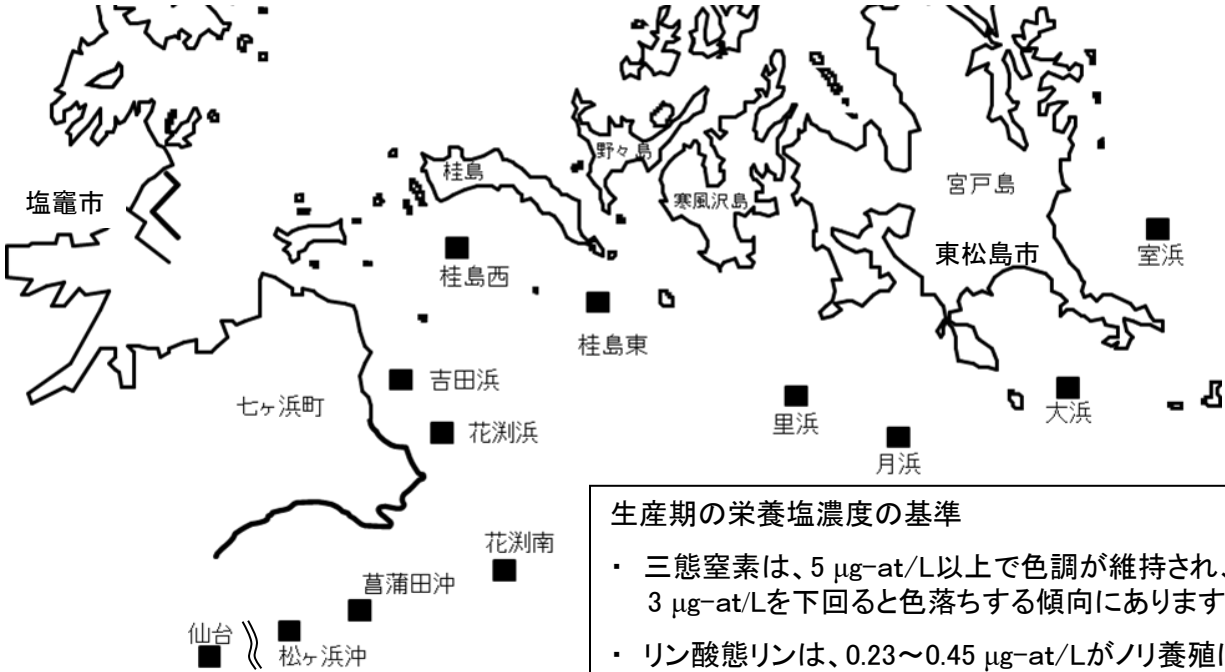 野々島
桂島
宮戸島
寒風沢島
塩竈市
東松島市
室浜
桂島西
桂島東
吉田浜
七ヶ浜町
大浜
里浜
花渕浜
月浜
生産期の栄養塩濃度の基準
花渕南
・ 三態窒素は、5 μg-at/L以上で色調が維持され、
3 μg-at/Lを下回ると色落ちする傾向にあります
菖蒲田沖
仙台
松ヶ浜沖
・ リン酸態リンは、0.23～0.45 μg-at/Lがノリ養殖に